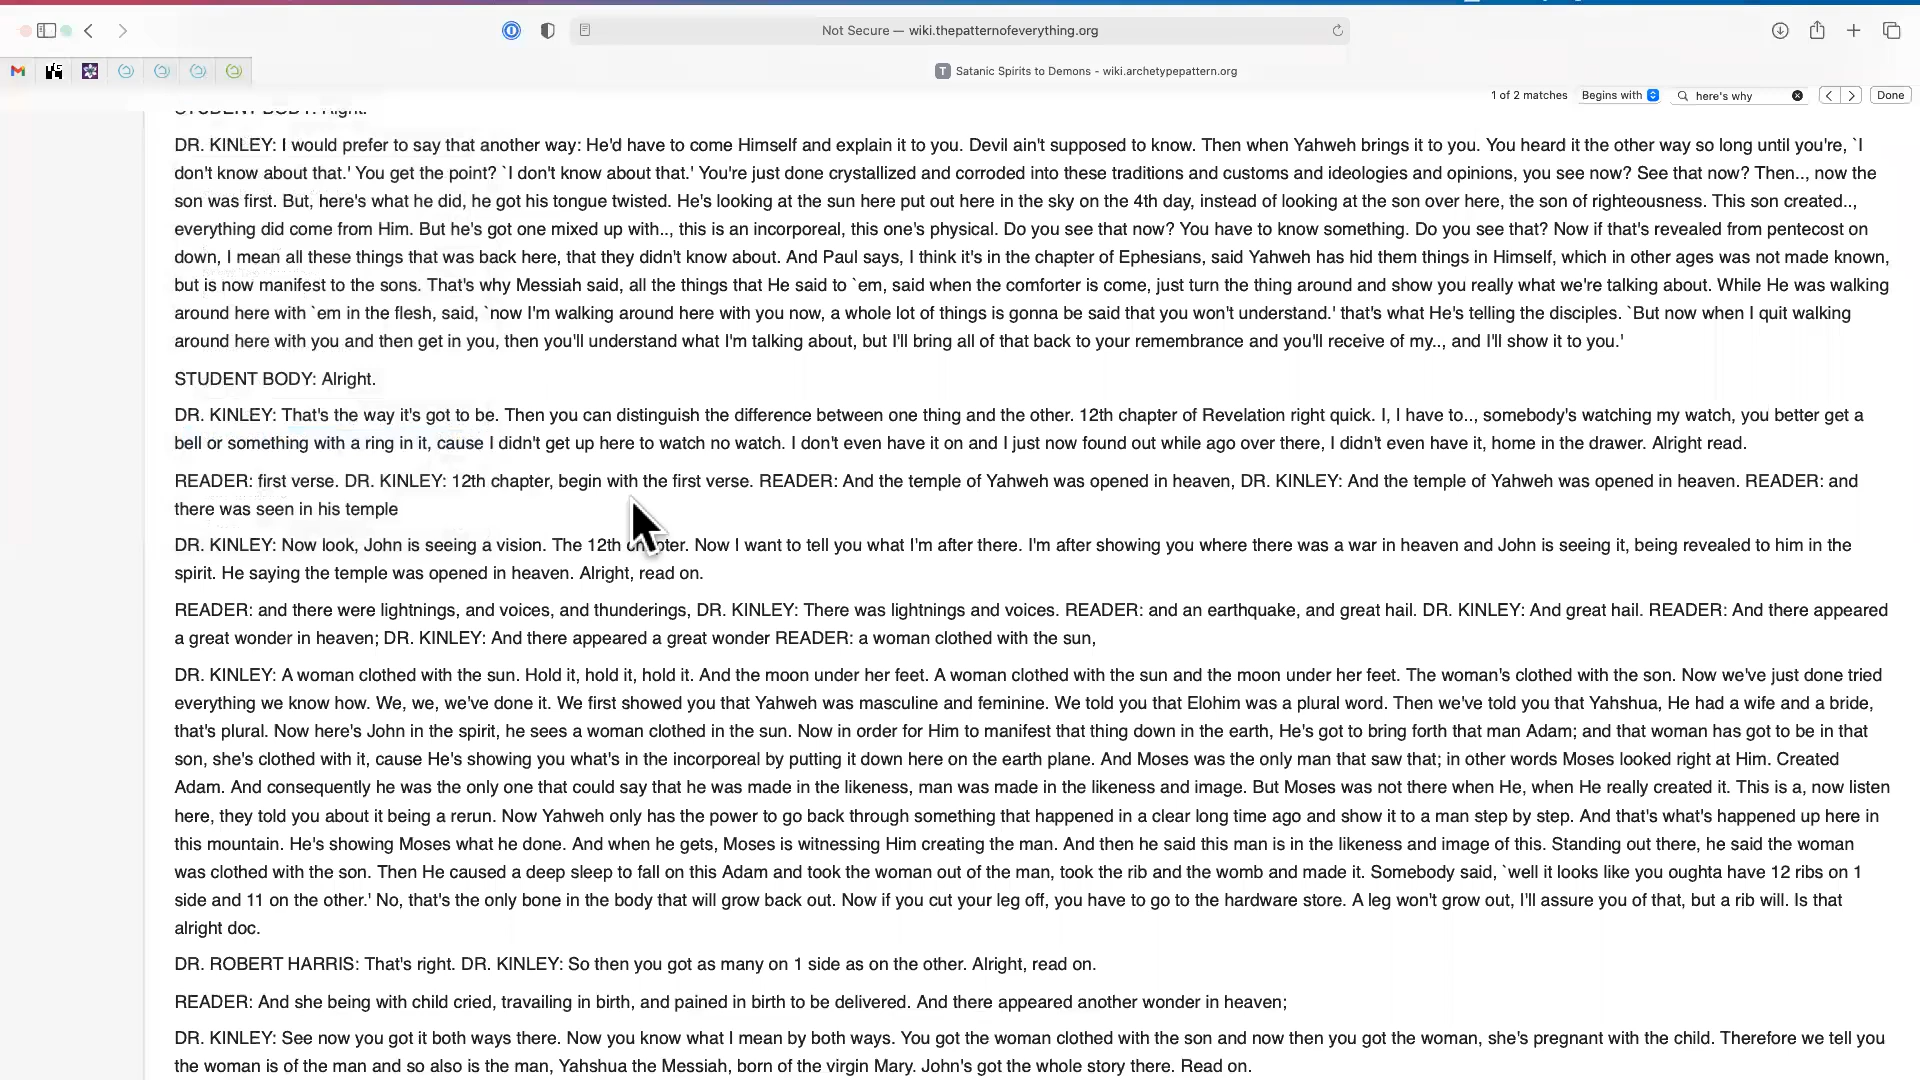 Not Secure — wiki.thepatternofeverything.org
Satanic Spirits to Demons - wiki.archetypepattern.org
1 of 2 matches Begins with here's why Done
STUDENT BODY: Alright.
DR. KINLEY: I would prefer to say that another way: He'd have to come Himself and explain it to you. Devil ain't supposed to know. Then when Yahweh brings it to you. You heard it the other way so long until you're, `I
don't know about that.' You get the point? `I don't know about that.' You're just done crystallized and corroded into these traditions and customs and ideologies and opinions, you see now? See that now? Then.., now the
son was first. But, here's what he did, he got his tongue twisted. He's looking at the sun here put out here in the sky on the 4th day, instead of looking at the son over here, the son of righteousness. This son created..,
everything did come from Him. But he's got one mixed up with.., this is an incorporeal, this one's physical. Do you see that now? You have to know something. Do you see that? Now if that's revealed from pentecost on
down, I mean all these things that was back here, that they didn't know about. And Paul says, I think it's in the chapter of Ephesians, said Yahweh has hid them things in Himself, which in other ages was not made known,
but is now manifest to the sons. That's why Messiah said, all the things that He said to `em, said when the comforter is come, just turn the thing around and show you really what we're talking about. While He was walking
around here with `em in the flesh, said, `now I'm walking around here with you now, a whole lot of things is gonna be said that you won't understand.' that's what He's telling the disciples. `But now when I quit walking
around here with you and then get in you, then you'll understand what I'm talking about, but I'll bring all of that back to your remembrance and you'll receive of my.., and I'll show it to you.'
STUDENT BODY: Alright.
DR. KINLEY: That's the way it's got to be. Then you can distinguish the difference between one thing and the other. 12th chapter of Revelation right quick. I, I have to.., somebody's watching my watch, you better get a
bell or something with a ring in it, cause I didn't get up here to watch no watch. I don't even have it on and I just now found out while ago over there, I didn't even have it, home in the drawer. Alright read.
READER: first verse. DR. KINLEY: 12th chapter, begin with the first verse. READER: And the temple of Yahweh was opened in heaven, DR. KINLEY: And the temple of Yahweh was opened in heaven. READER: and
there was seen in his temple
DR. KINLEY: Now look, John is seeing a vision. The 12th chapter. Now I want to tell you what I'm after there. I'm after showing you where there was a war in heaven and John is seeing it, being revealed to him in the
spirit. He saying the temple was opened in heaven. Alright, read on.
READER: and there were lightnings, and voices, and thunderings, DR. KINLEY: There was lightnings and voices. READER: and an earthquake, and great hail. DR. KINLEY: And great hail. READER: And there appeared
a great wonder in heaven; DR. KINLEY: And there appeared a great wonder READER: a woman clothed with the sun,
DR. KINLEY: A woman clothed with the sun. Hold it, hold it, hold it. And the moon under her feet. A woman clothed with the sun and the moon under her feet. The woman's clothed with the son. Now we've just done tried
everything we know how. We, we, we've done it. We first showed you that Yahweh was masculine and feminine. We told you that Elohim was a plural word. Then we've told you that Yahshua, He had a wife and a bride,
that's plural. Now here's John in the spirit, he sees a woman clothed in the sun. Now in order for Him to manifest that thing down in the earth, He's got to bring forth that man Adam; and that woman has got to be in that
son, she's clothed with it, cause He's showing you what's in the incorporeal by putting it down here on the earth plane. And Moses was the only man that saw that; in other words Moses looked right at Him. Created
Adam. And consequently he was the only one that could say that he was made in the likeness, man was made in the likeness and image. But Moses was not there when He, when He really created it. This is a, now listen
here, they told you about it being a rerun. Now Yahweh only has the power to go back through something that happened in a clear long time ago and show it to a man step by step. And that's what's happened up here in
this mountain. He's showing Moses what he done. And when he gets, Moses is witnessing Him creating the man. And then he said this man is in the likeness and image of this. Standing out there, he said the woman
was clothed with the son. Then He caused a deep sleep to fall on this Adam and took the woman out of the man, took the rib and the womb and made it. Somebody said, `well it looks like you oughta have 12 ribs on 1
side and 11 on the other.' No, that's the only bone in the body that will grow back out. Now if you cut your leg off, you have to go to the hardware store. A leg won't grow out, I'll assure you of that, but a rib will. Is that
alright doc.
DR. ROBERT HARRIS: That's right. DR. KINLEY: So then you got as many on 1 side as on the other. Alright, read on.
READER: And she being with child cried, travailing in birth, and pained in birth to be delivered. And there appeared another wonder in heaven;
DR. KINLEY: See now you got it both ways there. Now you know what I mean by both ways. You got the woman clothed with the son and now then you got the woman, she's pregnant with the child. Therefore we tell you
the woman is of the man and so also is the man, Yahshua the Messiah, born of the virgin Mary. John's got the whole story there. Read on.